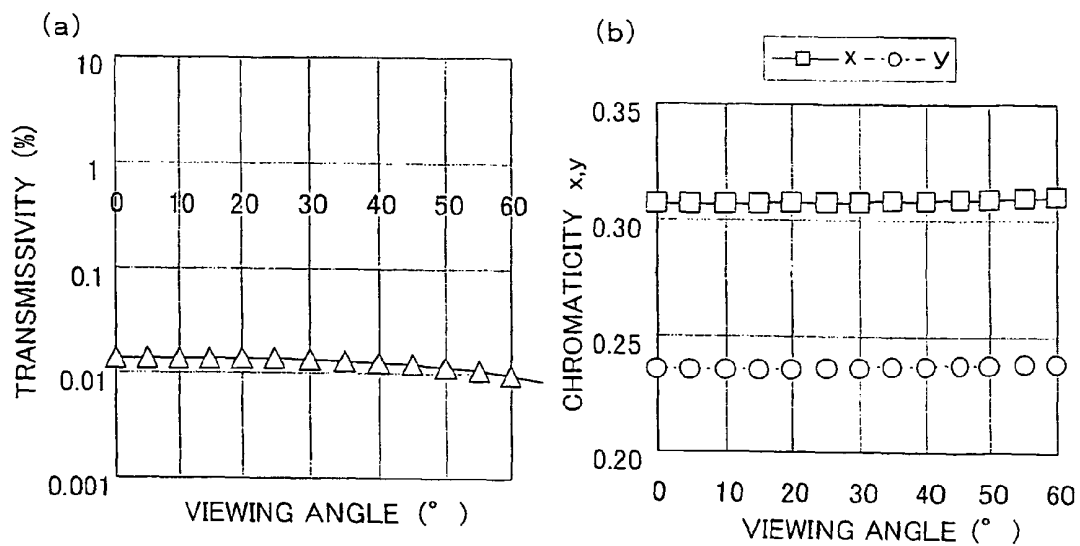 (a)
TRANSMISSIVITY (%)
10
1
0 10 20 30 40 50 60
0.1
0.01
0.001
VIEWING ANGLE (° )
(b)
x y
CHROMATICITY x,y
0.35
0.30
0.25
0.20
0 10 20 30 40 50 60
VIEWING ANGLE (° )